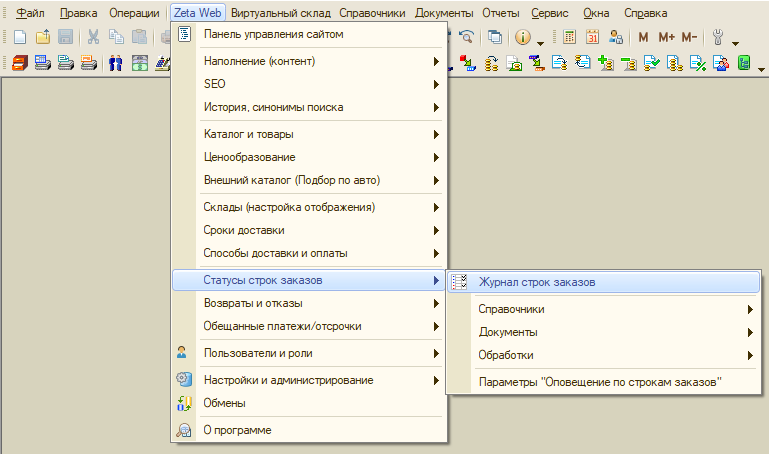 Файл Правка Операции Zeta Web Виртуальный склад Справочники Документы Отчеты Сервис Окна Справка
31 M M+ M-
Панель управления сайтом
Наполнение (контент)
SEO
История, синонимы поиска
Каталог и товары
Ценообразование
Внешний каталог (Подбор по авто)
Склады (настройка отображения)
Сроки доставки
Способы доставки и оплаты
Статусы строк заказов
Возвраты и отказы
Обещанные платежи/отсрочки
Пользователи и роли
Настройки и администрирование
Обмены
О программе
Журнал строк заказов
Справочники
Документы
Обработки
Параметры "Оповещение по строкам заказов"